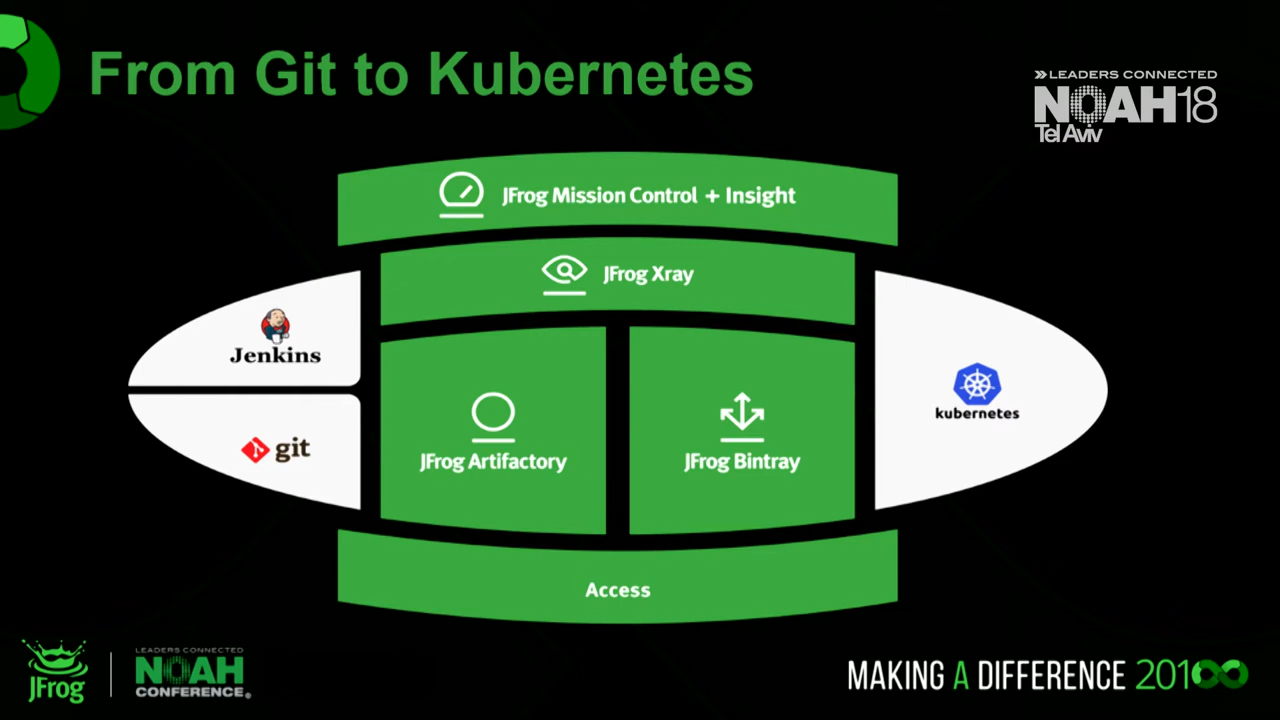 From Git to Kubernetes
LEADERS CONNECTED
NOAH18
Tel Aviv
JFrog Mission Control + Insight
JFrog Xray
Jenkins
git
JFrog Artifactory
JFrog Bintray
kubernetes
Access
JFrog
LEADERS CONNECTED
NOAH
CONFERENCE®
MAKING A DIFFERENCE 2018